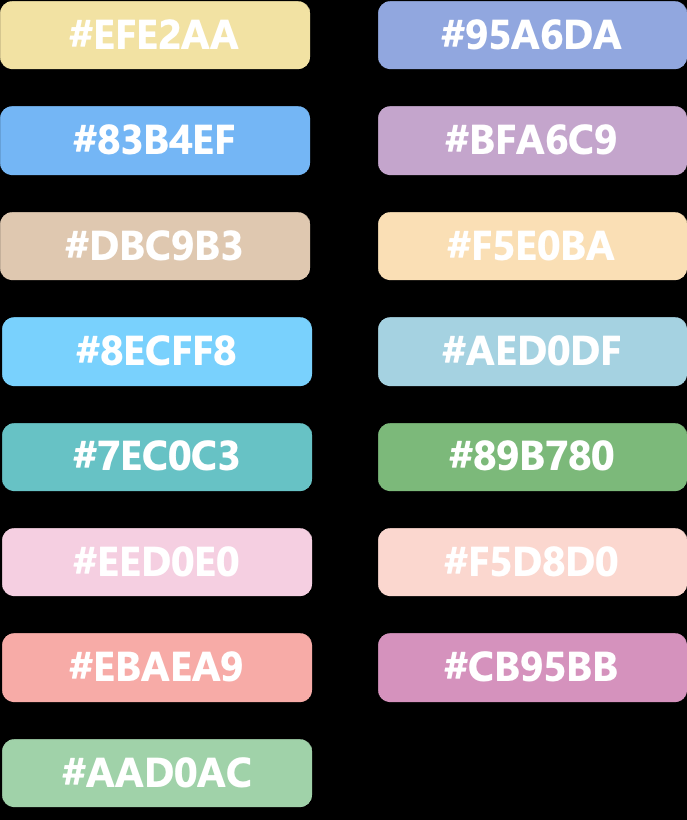 #EFE2AA
#95A6DA
#83B4EF
#BFA6C9
#DBC9B3
#F5E0BA
#8ECFF8
#AED0DF
#7EC0C3
#89B780
#EED0E0
#F5D8D0
#EBAEA9
#CB95BB
#AAD0AC